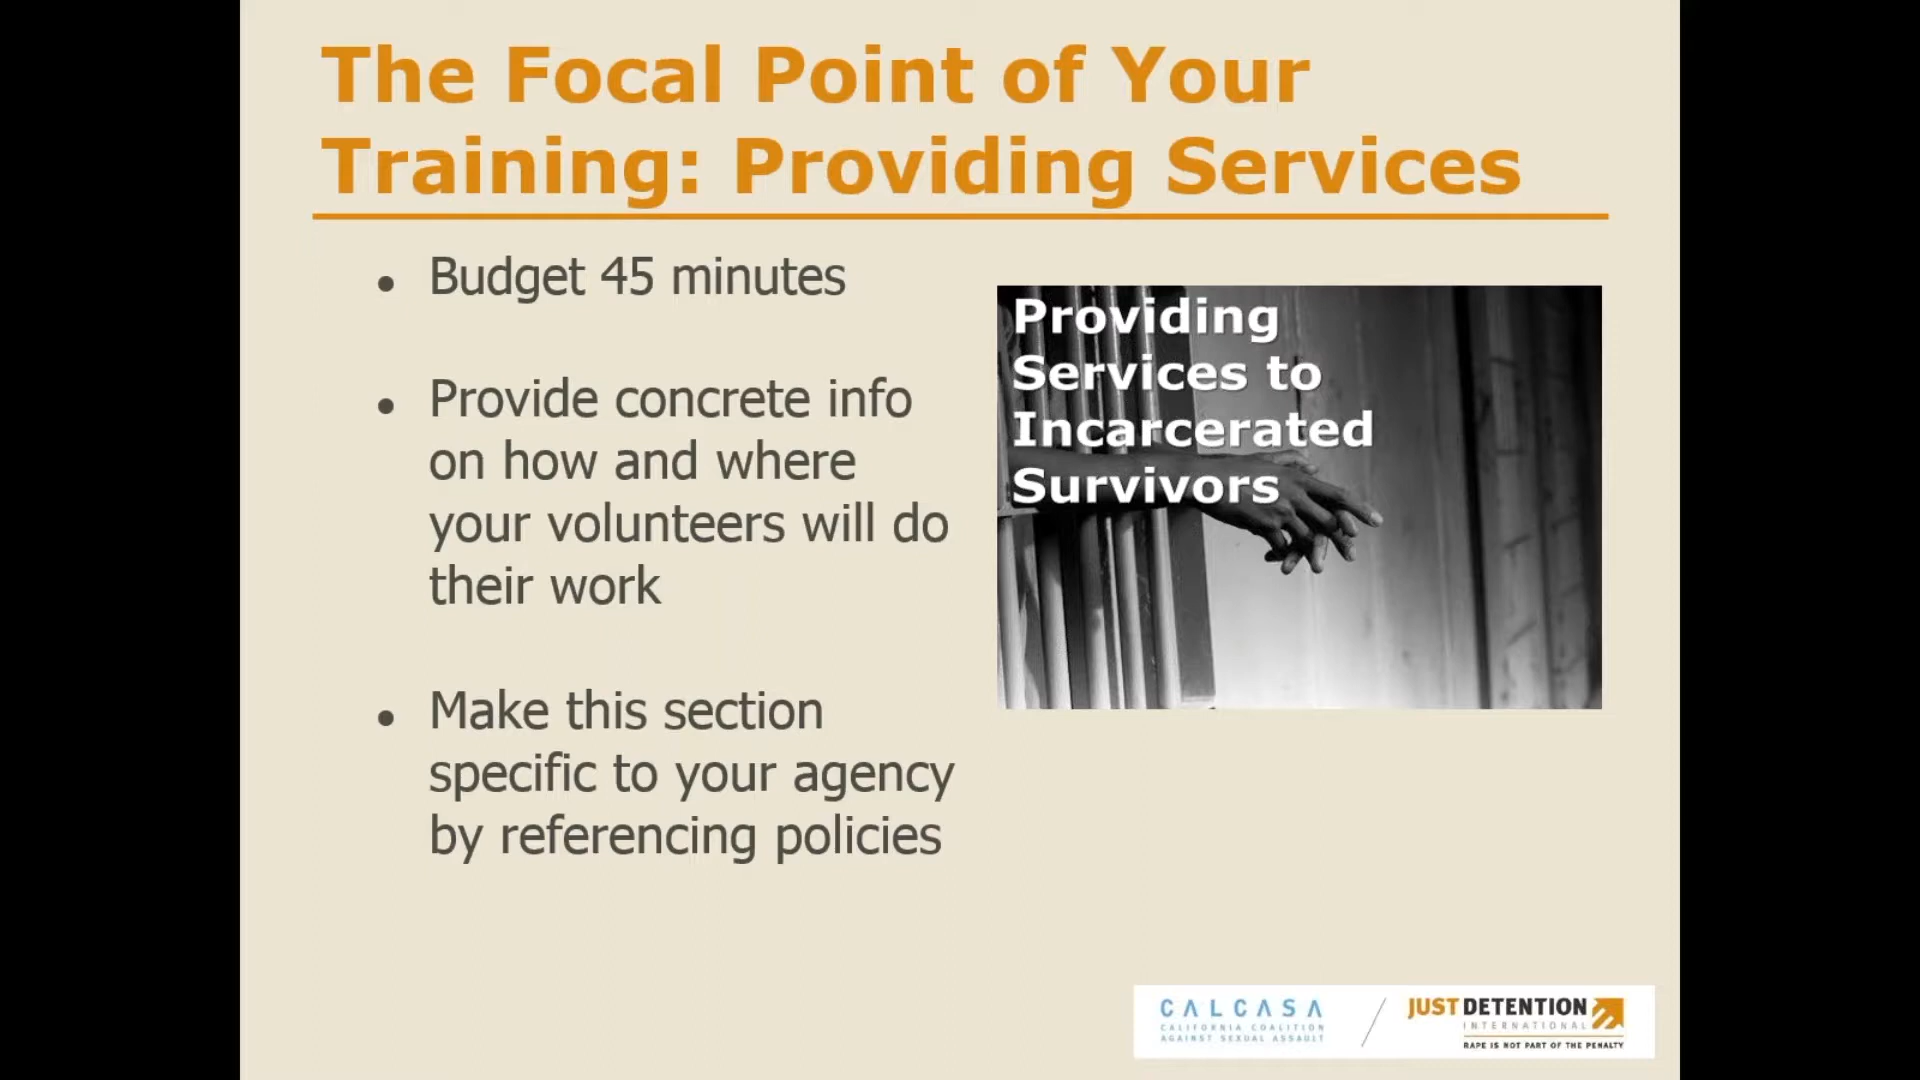 The Focal Point of Your
Training: Providing Services
• Budget 45 minutes
• Provide concrete info
on how and where
your volunteers will do
their work
• Make this section
specific to your agency
by referencing policies
Providing
Services to
Incarcerated
Survivors
CALCASA
CALIFORNIA COALITION
AGAINST SEXUAL ASSAULT
JUST DETENTION
INTERNATIONAL
RAPE IS NOT PART OF THE PENALTY